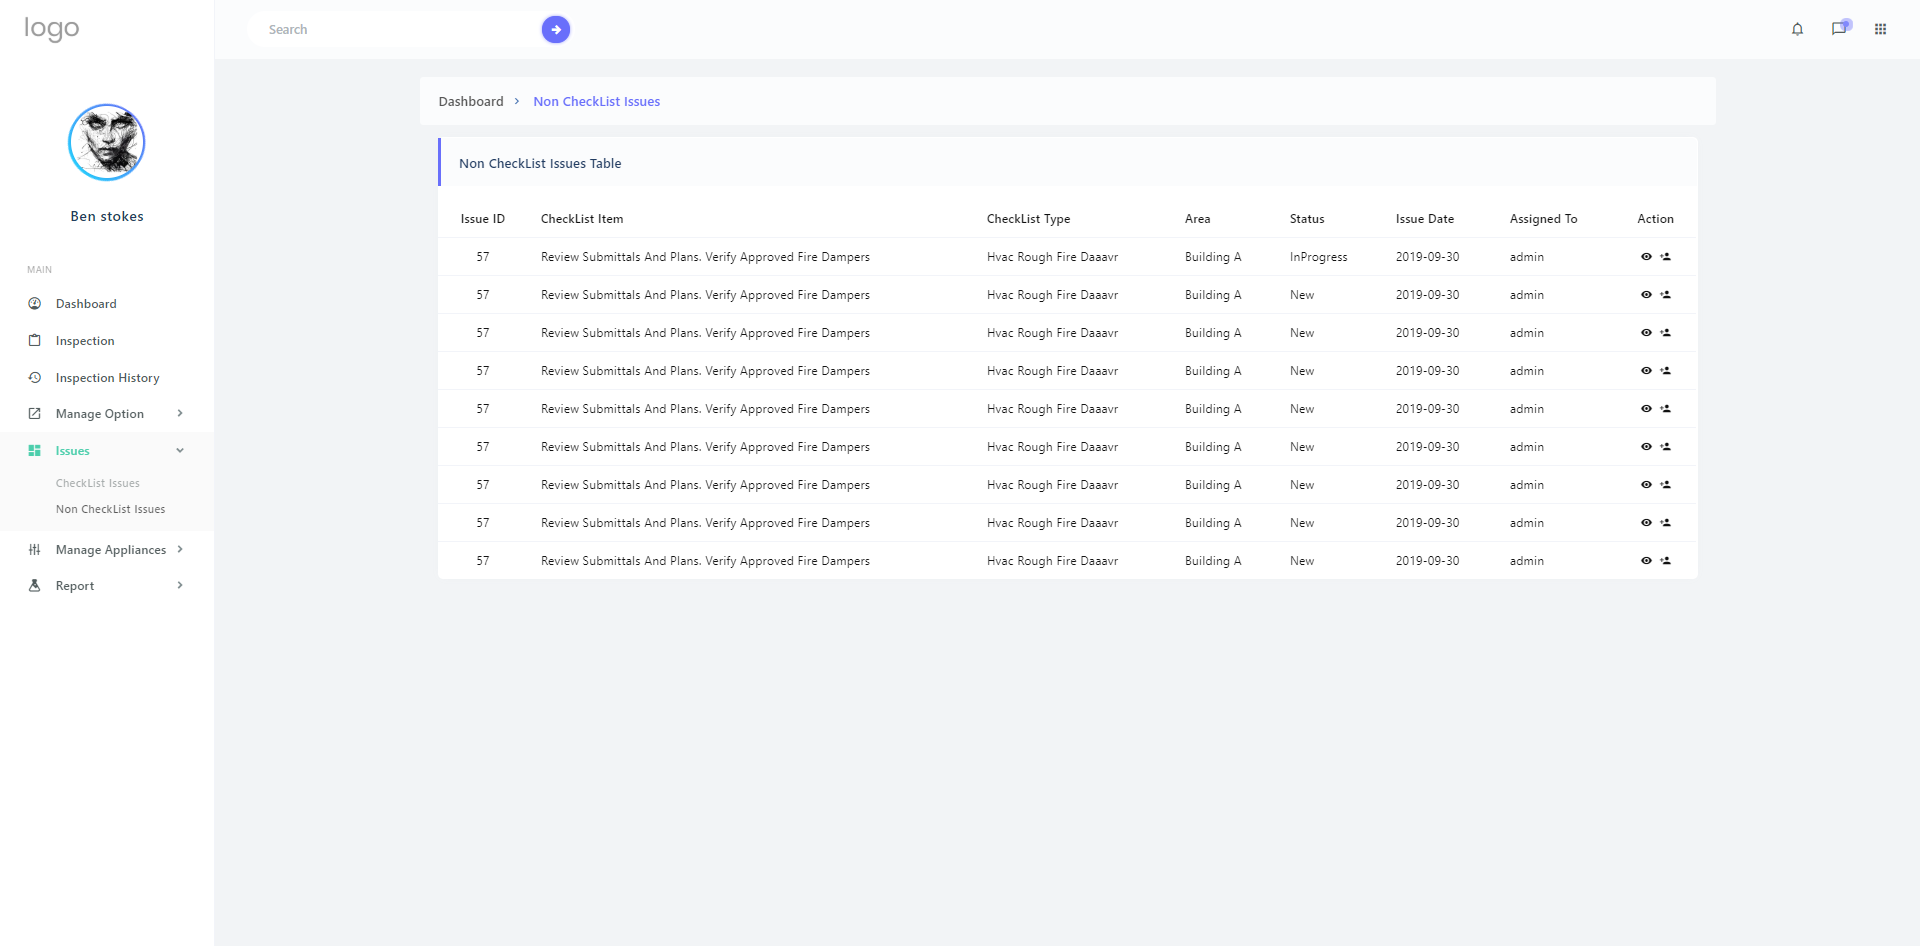 logo
Search
Ben stokes
MAIN
Dashboard
Inspection
Inspection History
Manage Option
Issues
CheckList Issues
Non CheckList Issues
Manage Appliances
Report
Dashboard > Non CheckList Issues
Non CheckList Issues Table
Issue ID CheckList Item CheckList Type Area Status Issue Date Assigned To Action
57 Review Submittals And Plans. Verify Approved Fire Dampers Hvac Rough Fire Daaavr Building A InProgress 2019-09-30 admin
57 Review Submittals And Plans. Verify Approved Fire Dampers Hvac Rough Fire Daaavr Building A New 2019-09-30 admin
57 Review Submittals And Plans. Verify Approved Fire Dampers Hvac Rough Fire Daaavr Building A New 2019-09-30 admin
57 Review Submittals And Plans. Verify Approved Fire Dampers Hvac Rough Fire Daaavr Building A New 2019-09-30 admin
57 Review Submittals And Plans. Verify Approved Fire Dampers Hvac Rough Fire Daaavr Building A New 2019-09-30 admin
57 Review Submittals And Plans. Verify Approved Fire Dampers Hvac Rough Fire Daaavr Building A New 2019-09-30 admin
57 Review Submittals And Plans. Verify Approved Fire Dampers Hvac Rough Fire Daaavr Building A New 2019-09-30 admin
57 Review Submittals And Plans. Verify Approved Fire Dampers Hvac Rough Fire Daaavr Building A New 2019-09-30 admin
57 Review Submittals And Plans. Verify Approved Fire Dampers Hvac Rough Fire Daaavr Building A New 2019-09-30 admin